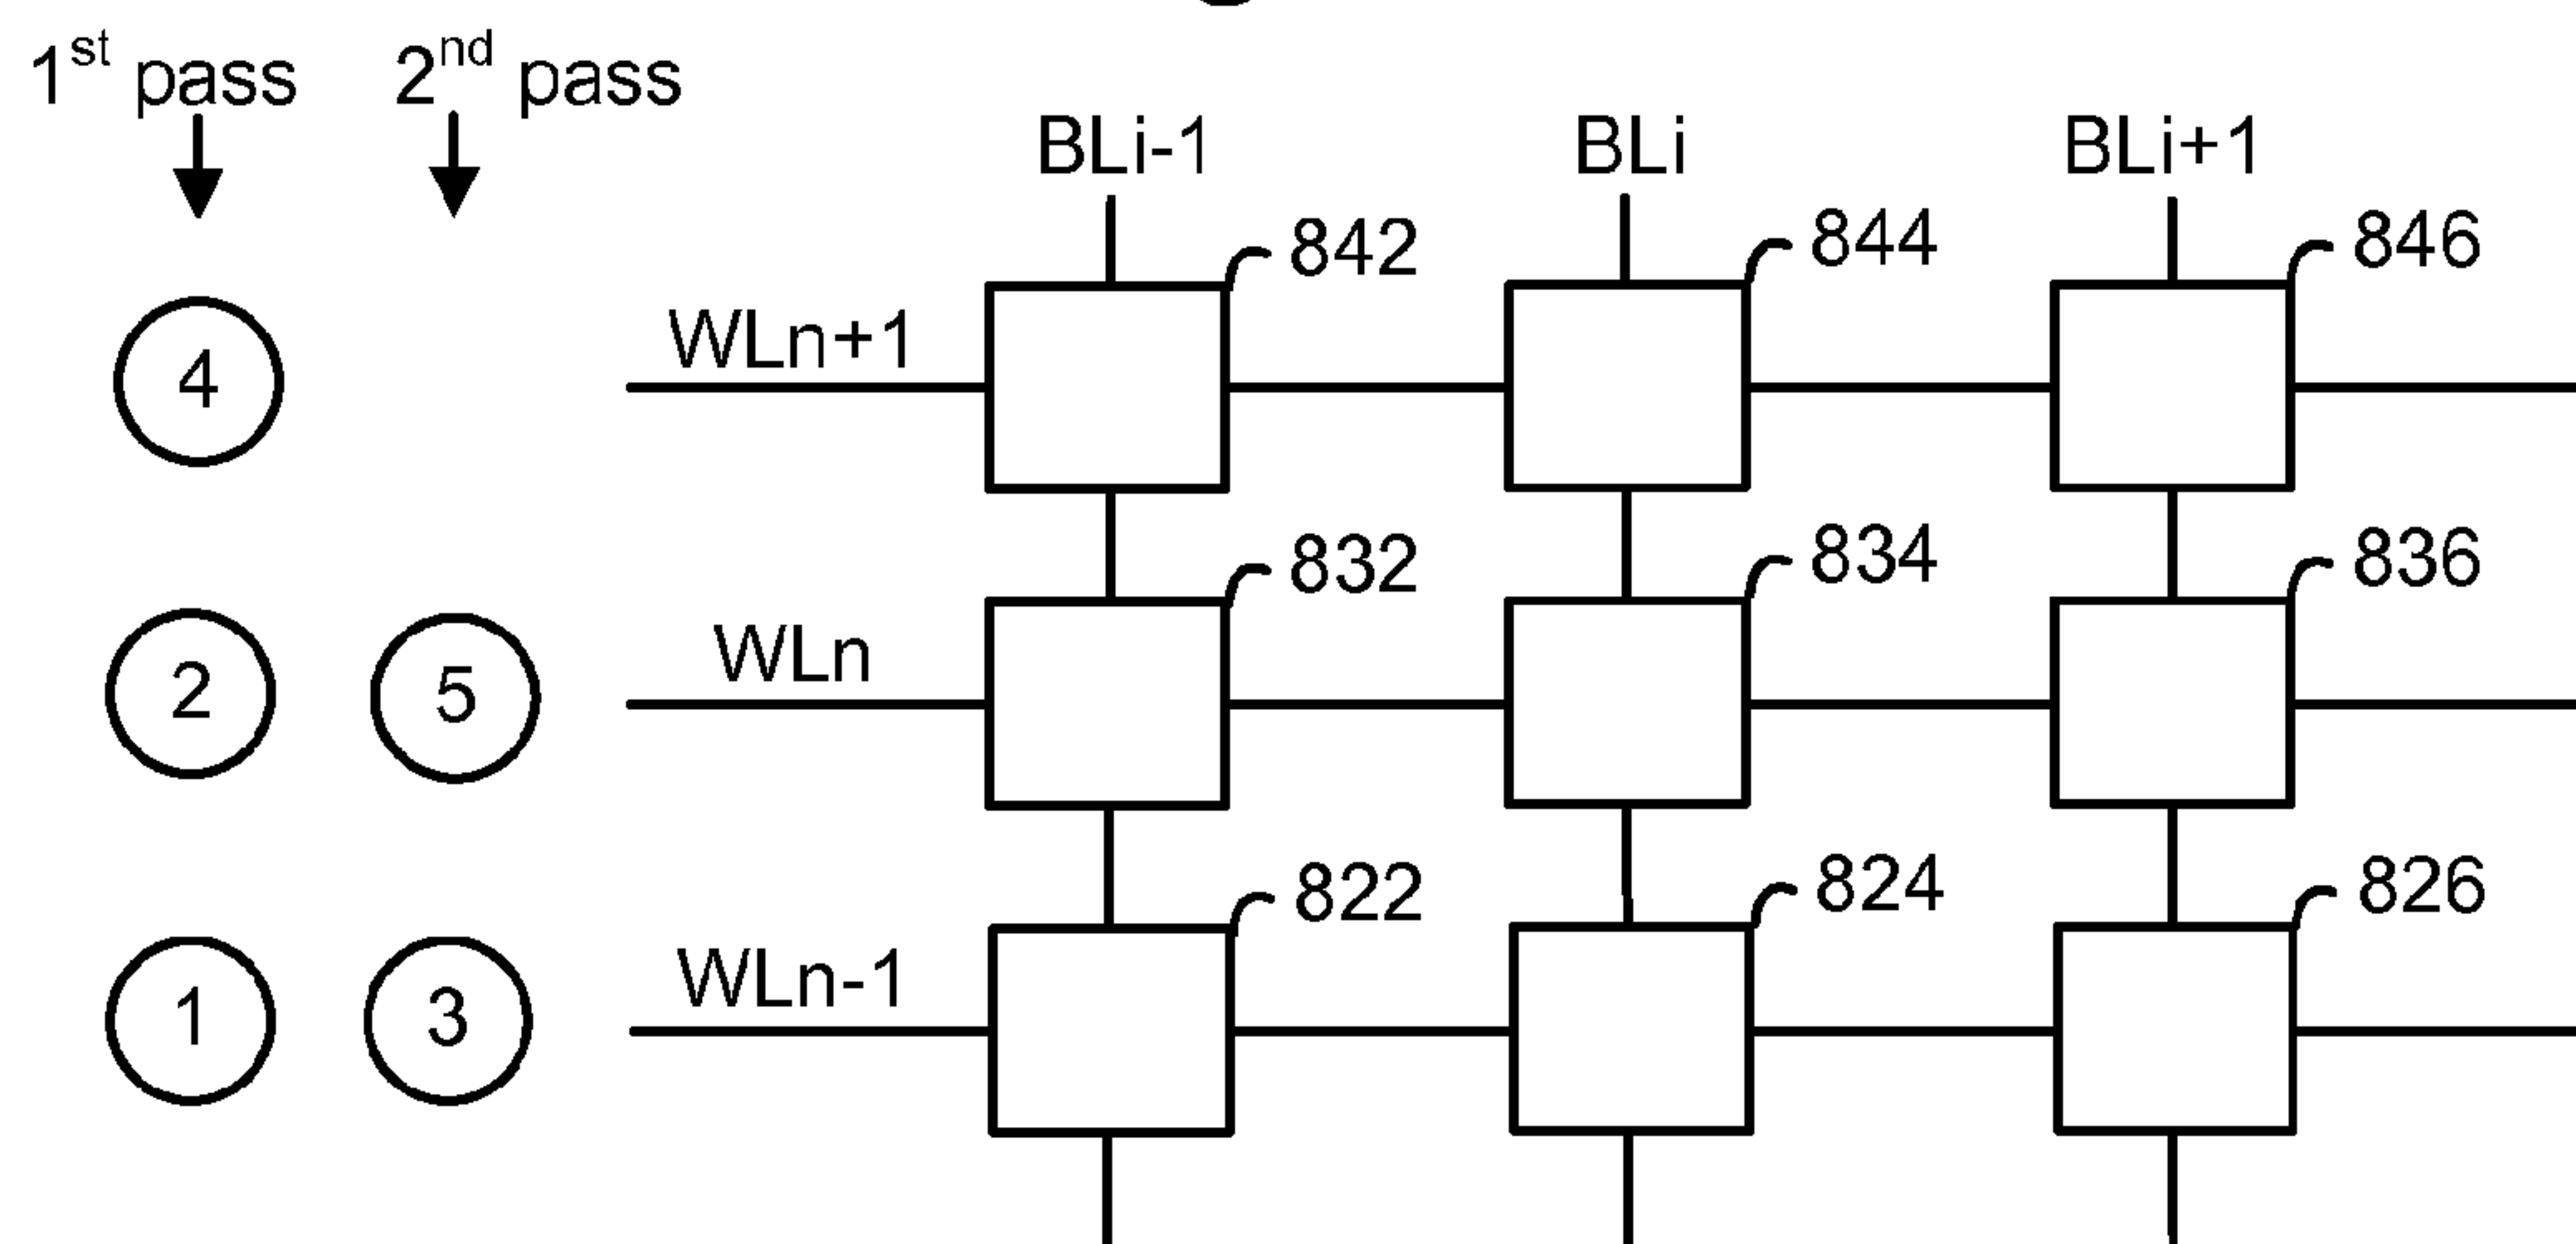 1st pass 2nd pass
BLi-1 BLi BLi+1
842 844 846
4 WLn+1
832 834 836
2 5 WLn
822 824 826
1 3 WLn-1